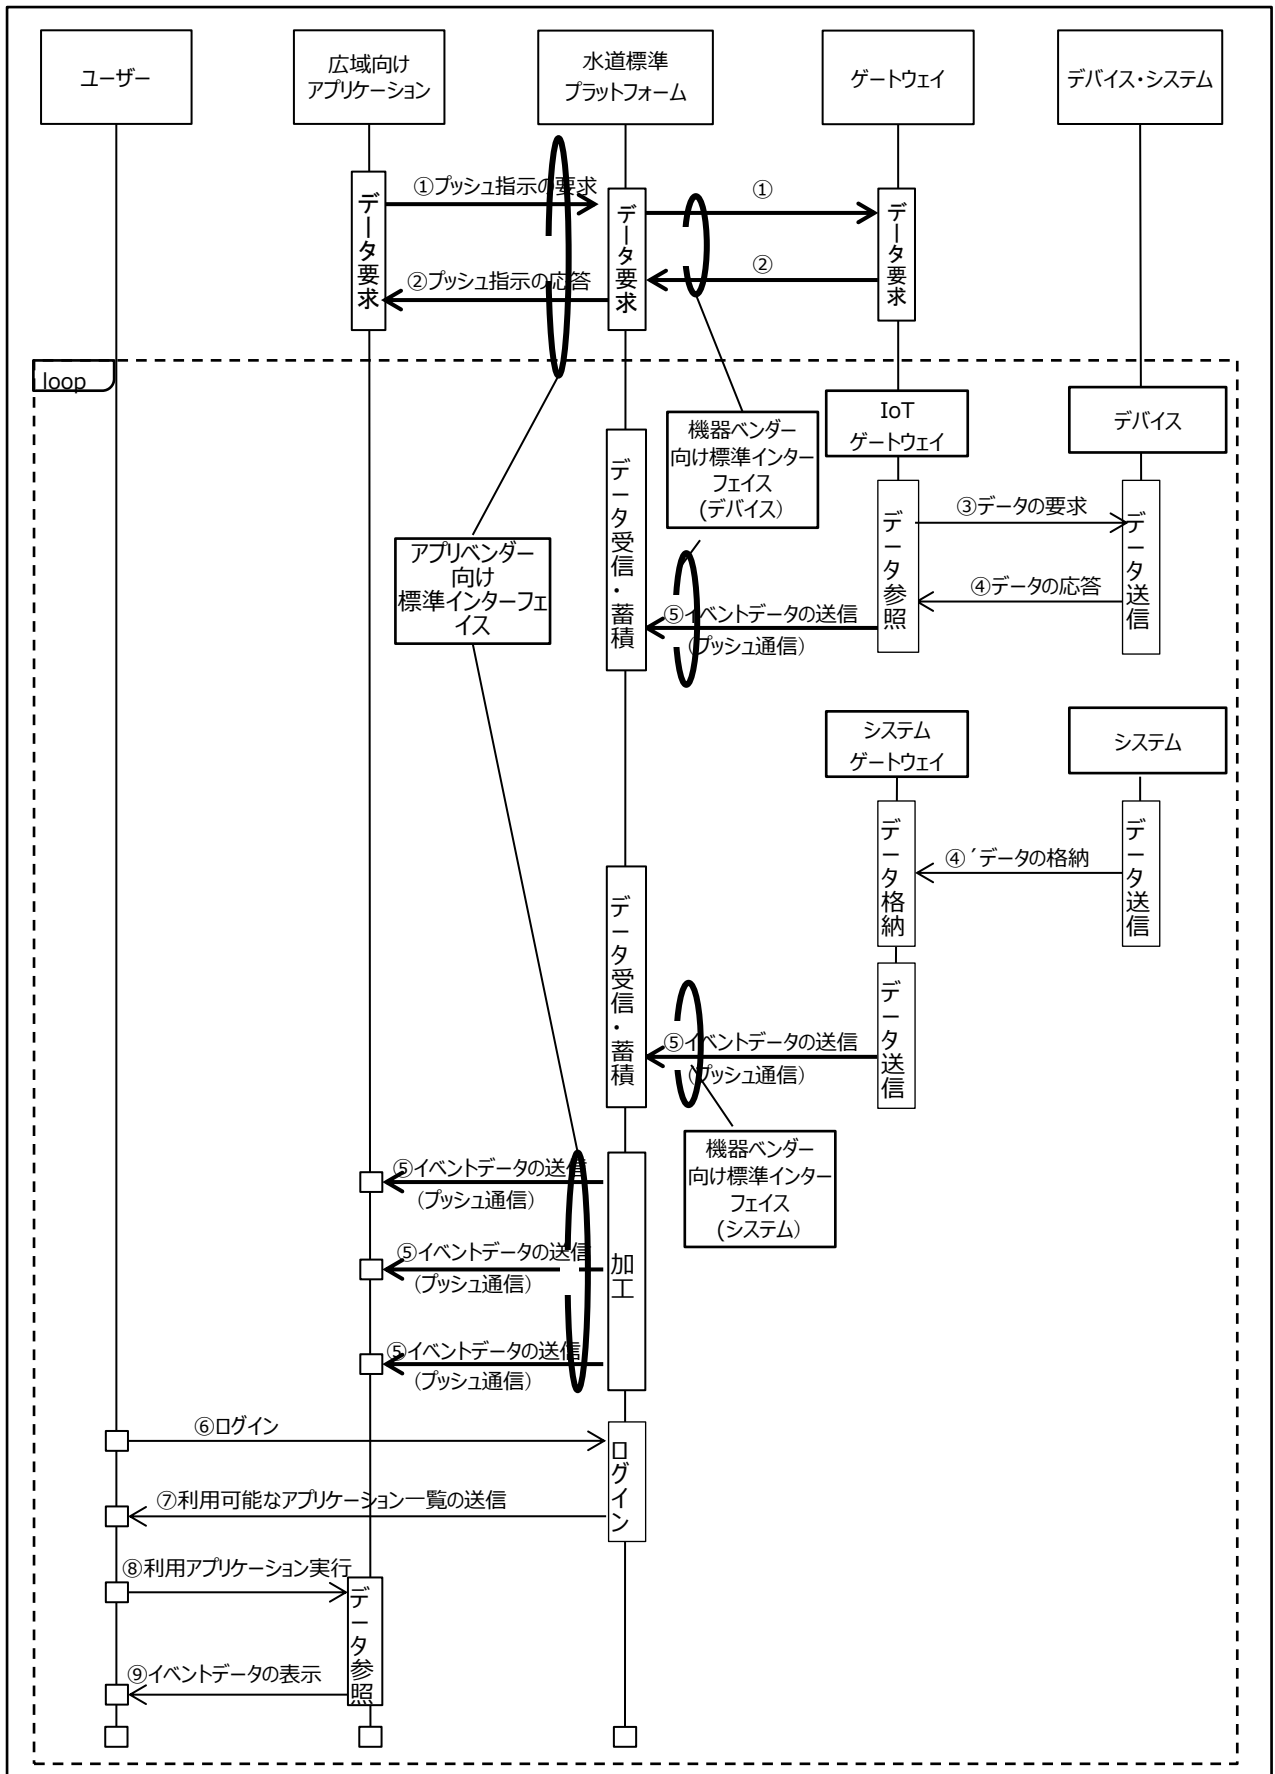 ユーザー
広域向け
アプリケーション
水道標準
プラットフォーム
ゲートウェイ
デバイス・システム
①プッシュ指示の要求
①
データ要求
データ要求
データ要求
②プッシュ指示の応答
②
loop
IoT
ゲートウェイ
デバイス
機器ベンダー
向け標準インター
フェイス
(デバイス)
データ受信・蓄積
データ参照
③データの要求
データ送信
アプリベンダー
向け
標準インターフェ
イス
④データの応答
⑤イベントデータの送信
(プッシュ通信)
システム
ゲートウェイ
システム
データ格納
④´データの格納
データ送信
データ受信・蓄積
データ送信
⑤イベントデータの送信
(プッシュ通信)
機器ベンダー
向け標準インター
フェイス
(システム)
⑤イベントデータの送信
(プッシュ通信)
加工
⑤イベントデータの送信
(プッシュ通信)
⑤イベントデータの送信
(プッシュ通信)
⑥ログイン
ログイン
⑦利用可能なアプリケーション一覧の送信
⑧利用アプリケーション実行
データ参照
⑨イベントデータの表示